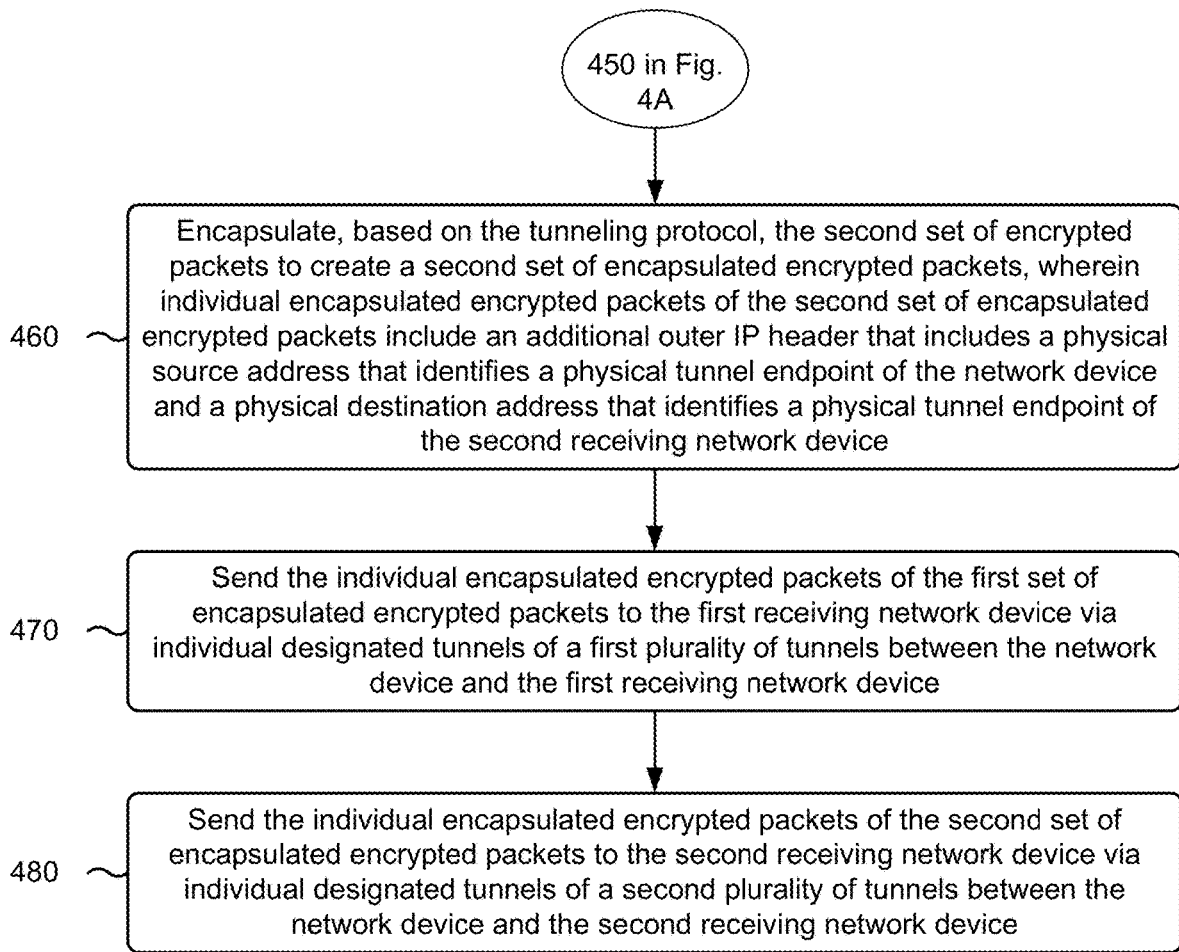 450 in Fig.
4A
Encapsulate, based on the tunneling protocol, the second set of encrypted
packets to create a second set of encapsulated encrypted packets, wherein
individual encapsulated encrypted packets of the second set of encapsulated
encrypted packets include an additional outer IP header that includes a physical
source address that identifies a physical tunnel endpoint of the network device
and a physical destination address that identifies a physical tunnel endpoint of
the second receiving network device
460
Send the individual encapsulated encrypted packets of the first set of
encapsulated encrypted packets to the first receiving network device via
individual designated tunnels of a first plurality of tunnels between the network
device and the first receiving network device
470
Send the individual encapsulated encrypted packets of the second set of
encapsulated encrypted packets to the second receiving network device via
individual designated tunnels of a second plurality of tunnels between the
network device and the second receiving network device
480